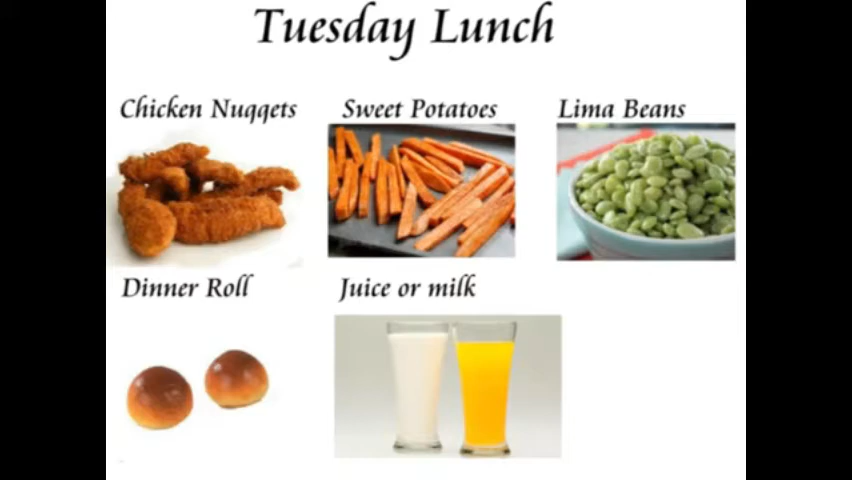 Tuesday Lunch
Chicken Nuggets
Sweet Potatoes
Lima Beans
Dinner Roll
Juice or milk